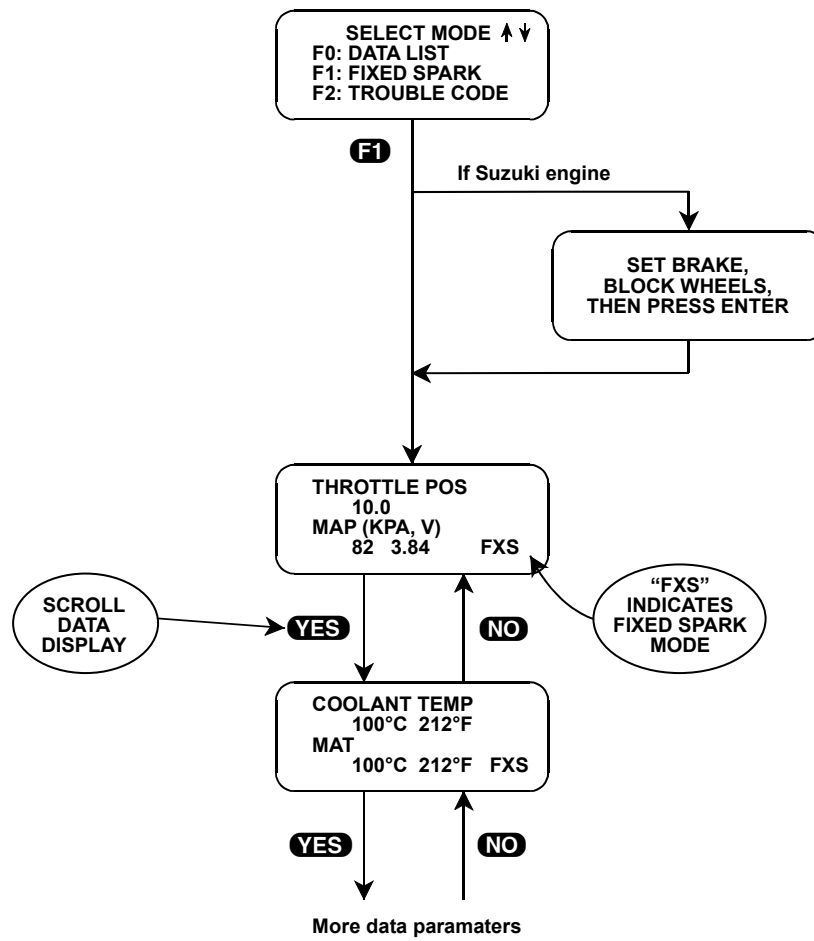 SELECT MODE
F0: DATA LIST
F1: FIXED SPARK
F2: TROUBLE CODE
F1
If Suzuki engine
SET BRAKE,
BLOCK WHEELS,
THEN PRESS ENTER
THROTTLE POS
10.0
MAP (KPA, V)
82 3.84 FXS
SCROLL
DATA
DISPLAY
YES
NO
“FXS”
INDICATES
FIXED SPARK
MODE
COOLANT TEMP
100°C 212°F
MAT
100°C 212°F FXS
YES
NO
More data paramaters